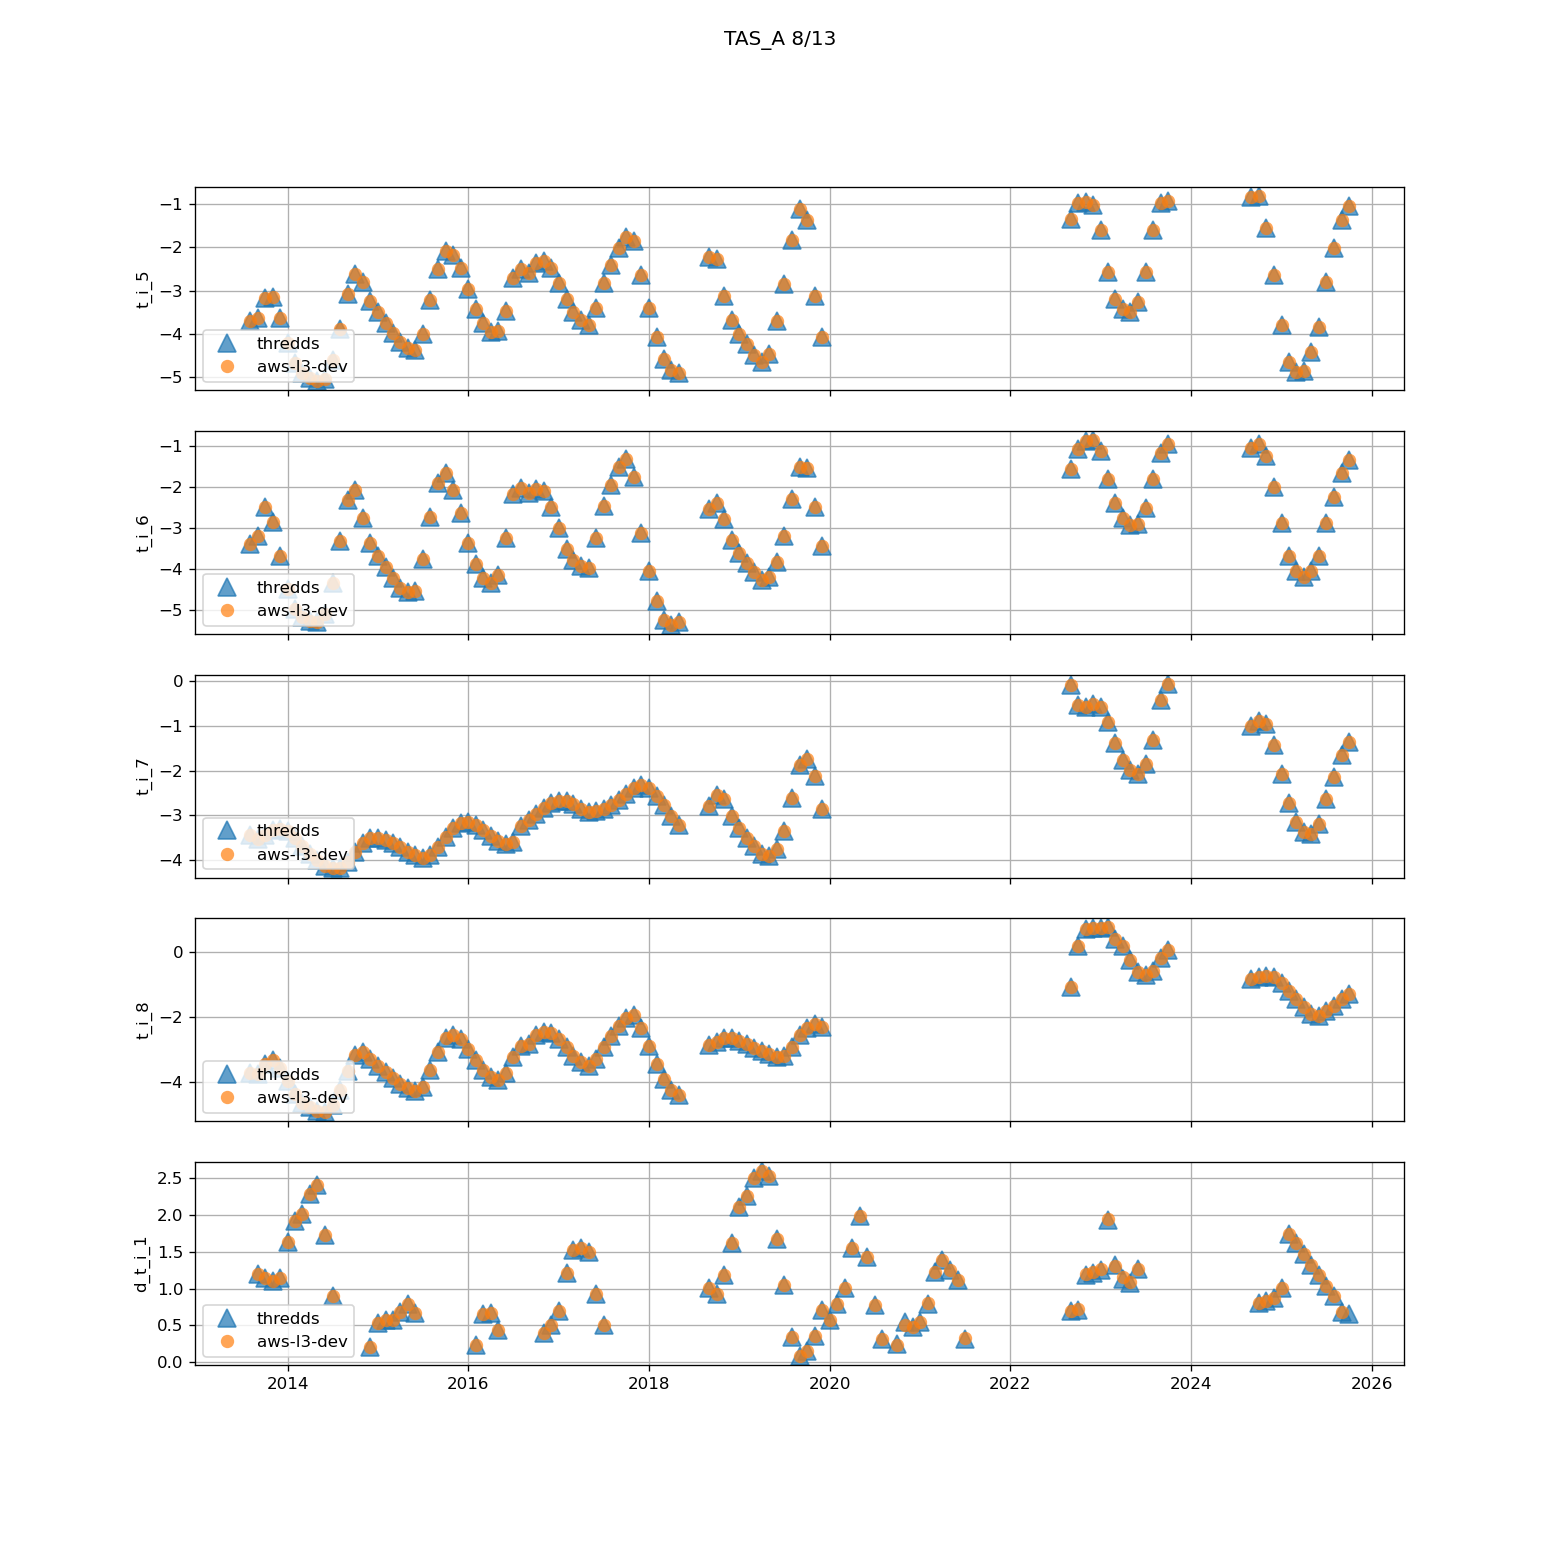 TAS_A 8/13
t_i_5
−1
−2
−3
−4
−5
thredds
aws-l3-dev
t_i_6
−1
−2
−3
−4
−5
thredds
aws-l3-dev
t_i_7
0
−1
−2
−3
−4
thredds
aws-l3-dev
t_i_8
0
−2
−4
thredds
aws-l3-dev
d_t_i_1
2.5
2.0
1.5
1.0
0.5
0.0
thredds
aws-l3-dev
2014 2016 2018 2020 2022 2024 2026